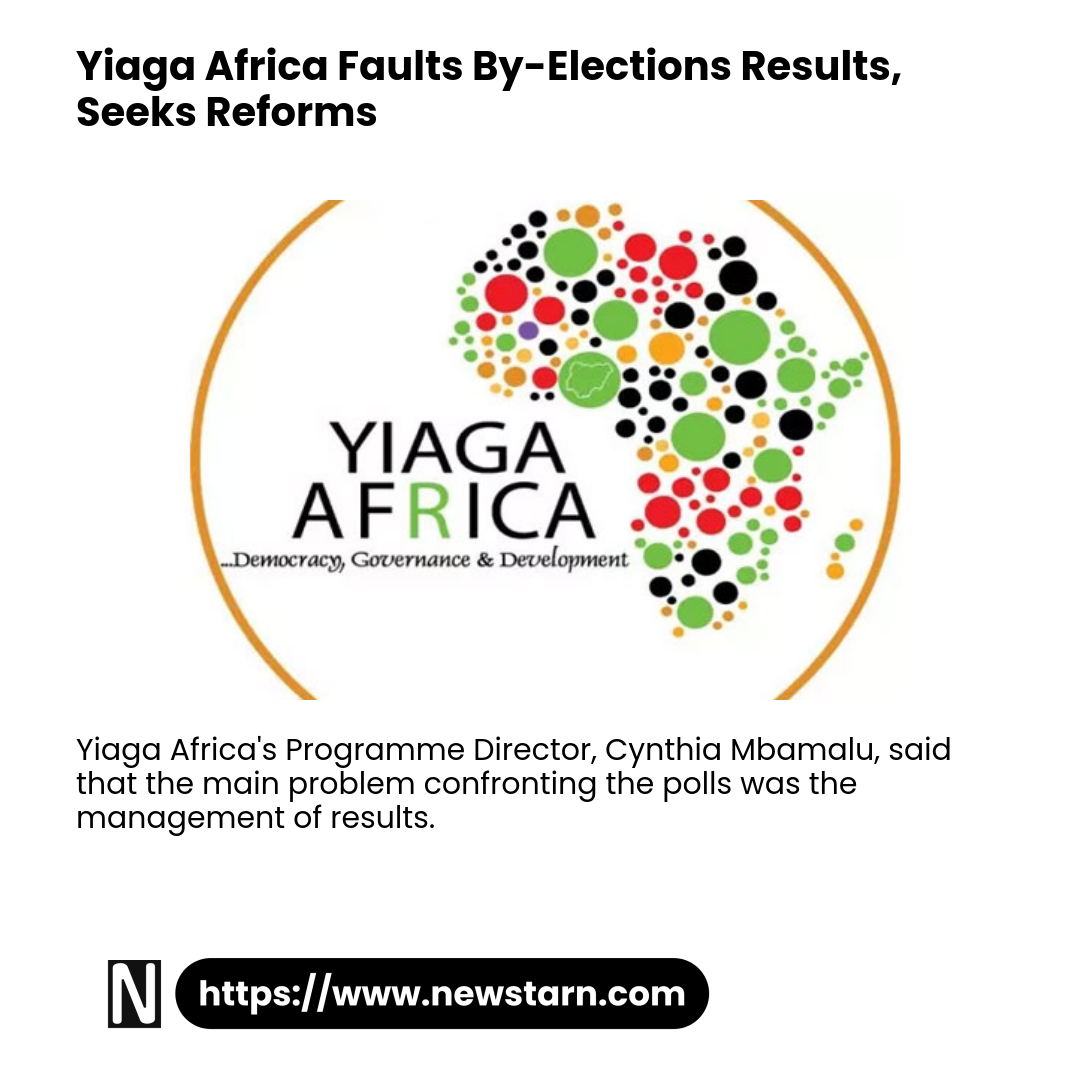 Yiaga Africa Faults By-Elections Results,
Seeks Reforms
YIAGA
AFRICA
...Democracy, Governance & Development
Yiaga Africa's Programme Director, Cynthia Mbamalu, said
that the main problem confronting the polls was the
management of results.
N
https://www.newstarn.com